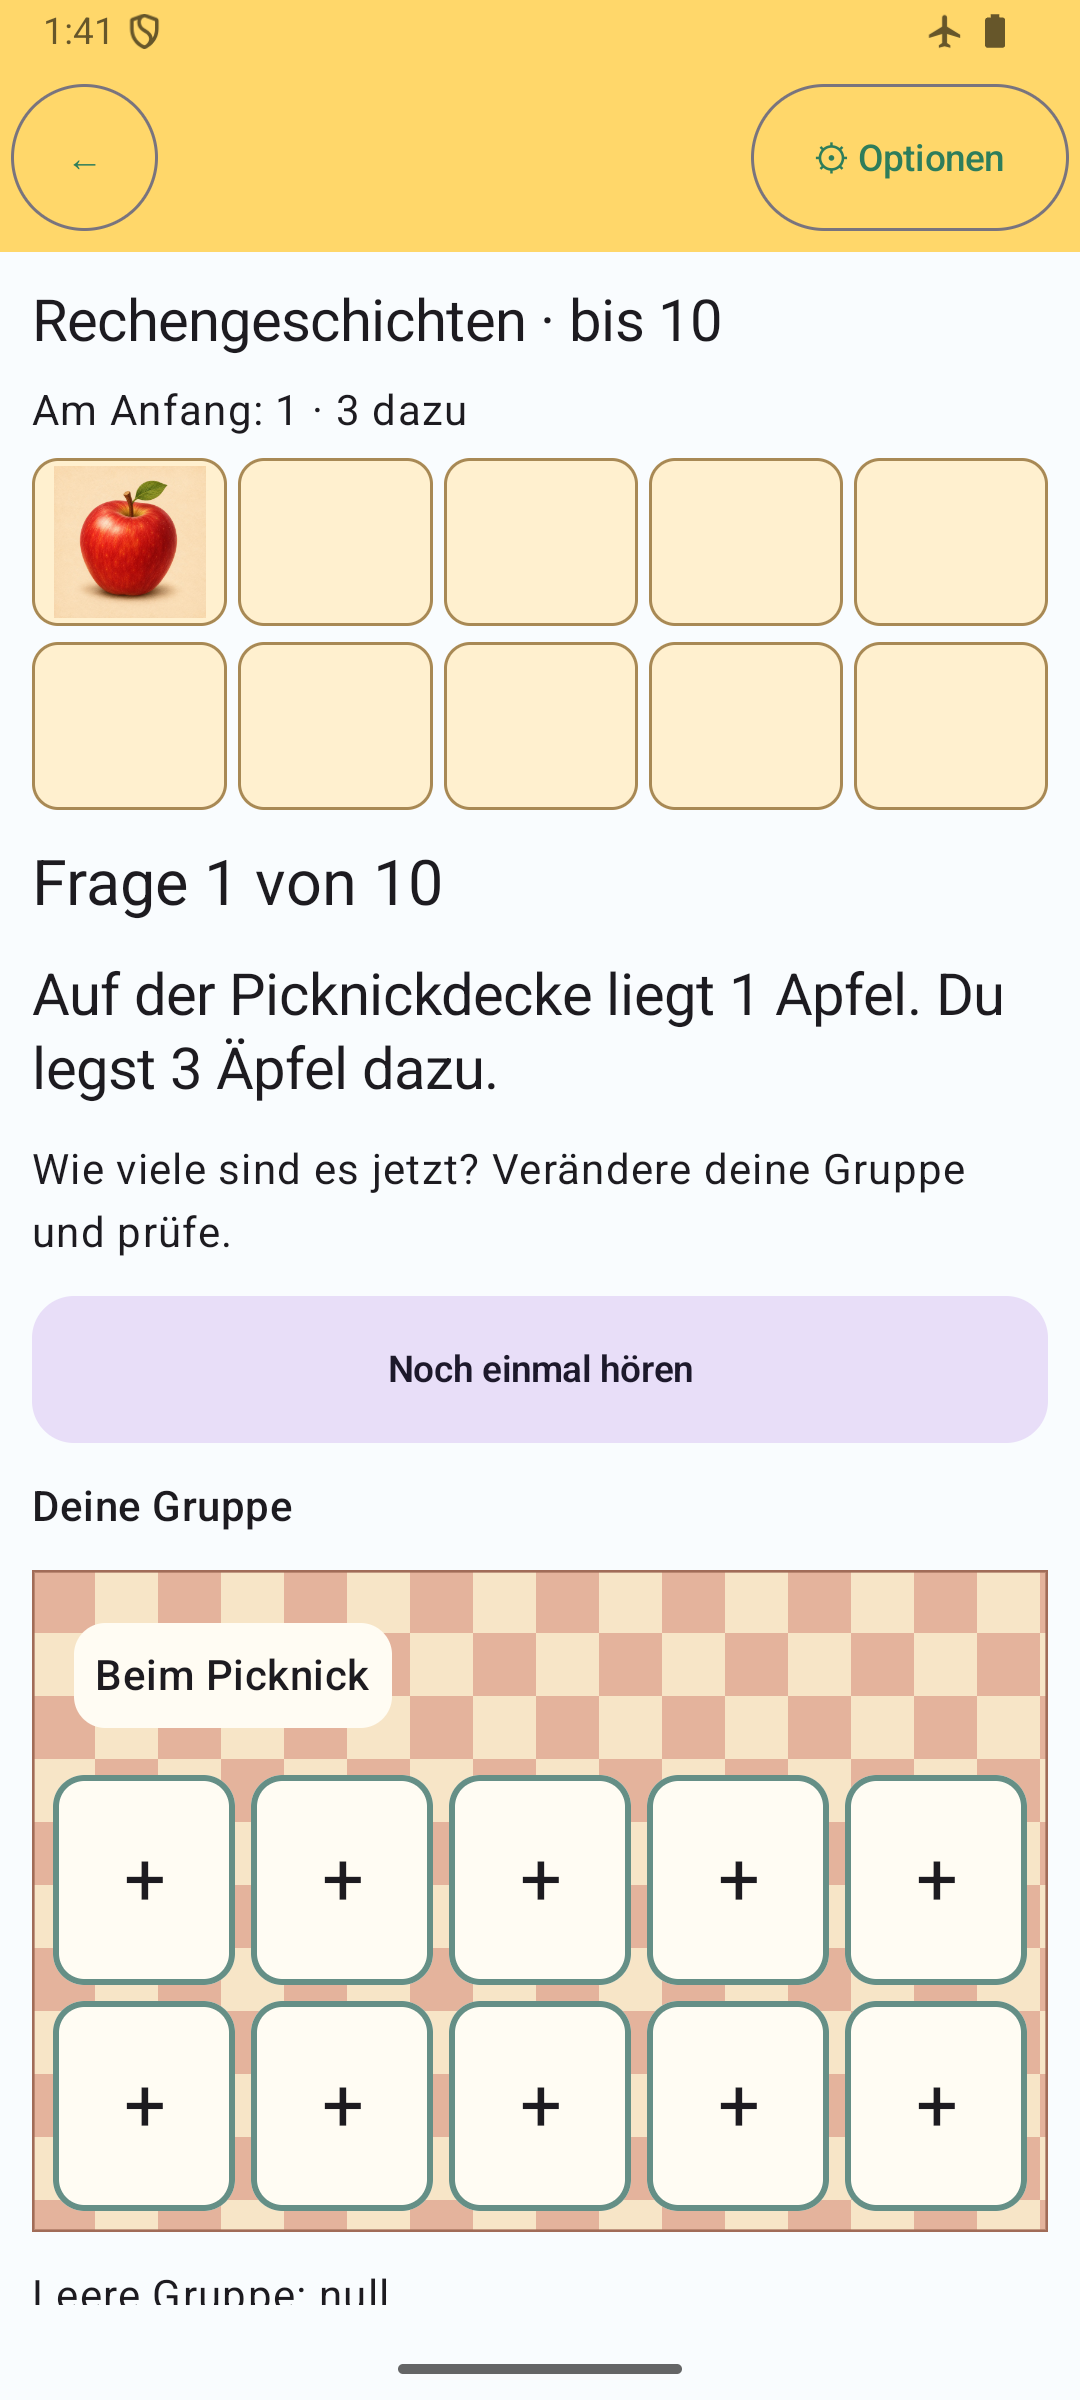 1:41
← Optionen
Rechengeschichten · bis 10
Am Anfang: 1 · 3 dazu
Frage 1 von 10
Auf der Picknickdecke liegt 1 Apfel. Du
legst 3 Äpfel dazu.
Wie viele sind es jetzt? Verändere deine Gruppe
und prüfe.
Noch einmal hören
Deine Gruppe
Beim Picknick
+ + + + +
+ + + + +
Leere Gruppe: null